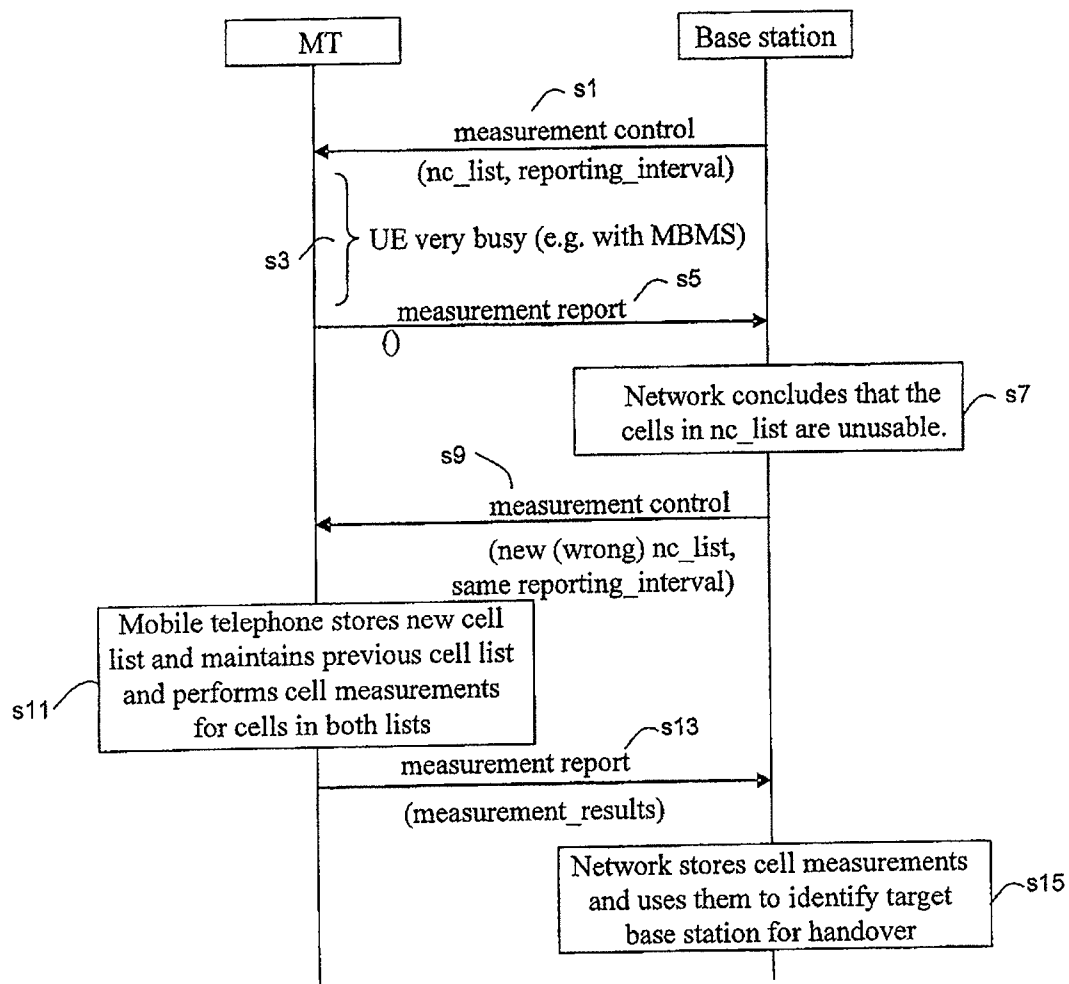 MT
Base station
s1
measurement control
(nc_list, reporting_interval)
s3
UE very busy (e.g. with MBMS)
s5
measurement report
()
Network concludes that the
cells in nc_list are unusable.
s7
s9
measurement control
(new (wrong) nc_list,
same reporting_interval)
Mobile telephone stores new cell
list and maintains previous cell list
and performs cell measurements
for cells in both lists
s11
s13
measurement report
(measurement_results)
Network stores cell measurements
and uses them to identify target
base station for handover
s15